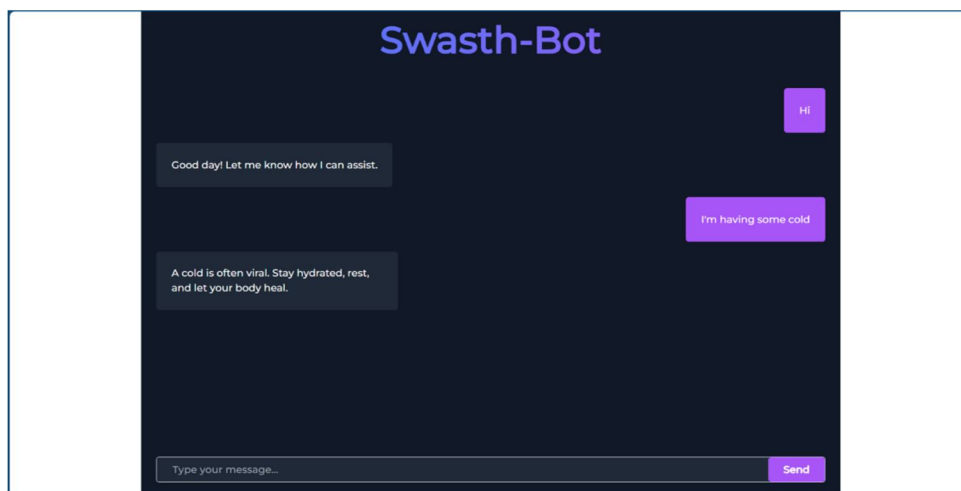 Swasth-Bot
Hi
Good day! Let me know how I can assist.
I'm having some cold
A cold is often viral. Stay hydrated, rest,
and let your body heal.
Type your message...
Send